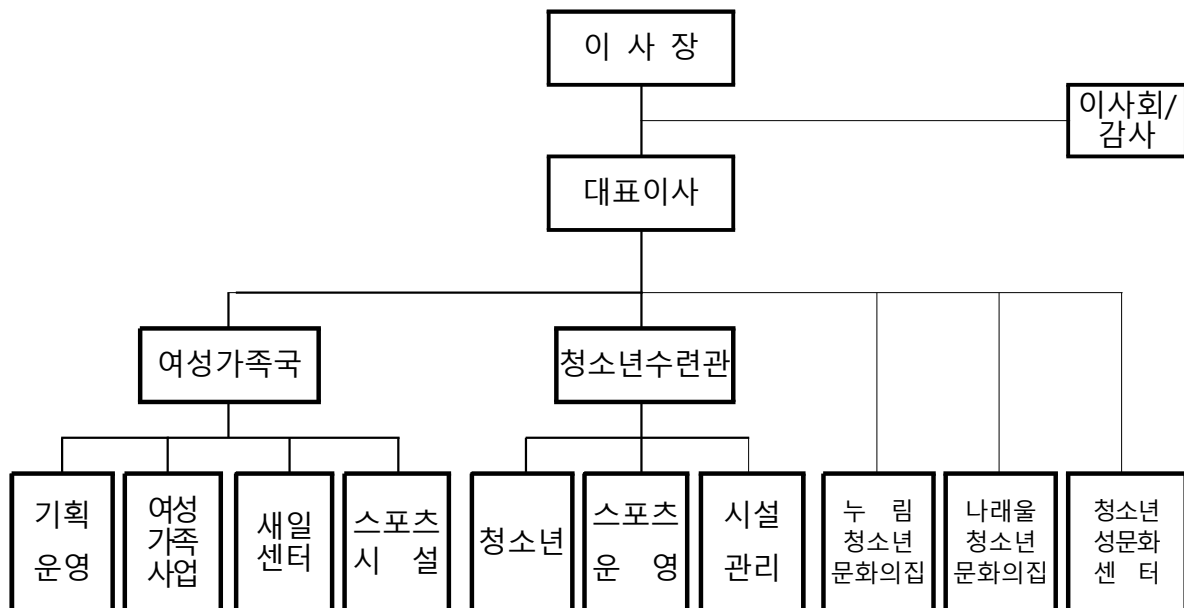 이 사 장
이사회/
감사
대표이사
여성가족국
청소년수련관
기획
운영
여성
가족
사업
새일
센터
스포츠
시 설
청소년
스포츠
운 영
시설
관리
누 림
청소년
문화의집
나래울
청소년
문화의집
청소년
성문화
센 터